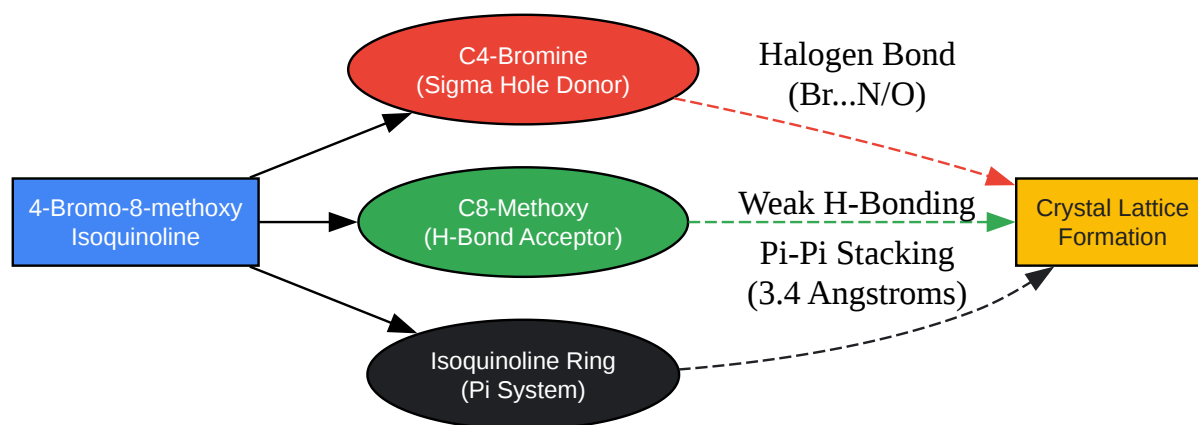 4-Bromo-8-methoxy
Isoquinoline
C4-Bromine
(Sigma Hole Donor)
C8-Methoxy
(H-Bond Acceptor)
Isoquinoline Ring
(Pi System)
Halogen Bond
(Br...N/O)
Weak H-Bonding
Pi-Pi Stacking
(3.4 Angstroms)
Crystal Lattice
Formation